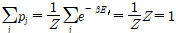 ∑_i p_i = 1/Z ∑_i e^{-βE_i} = 1/Z Z = 1